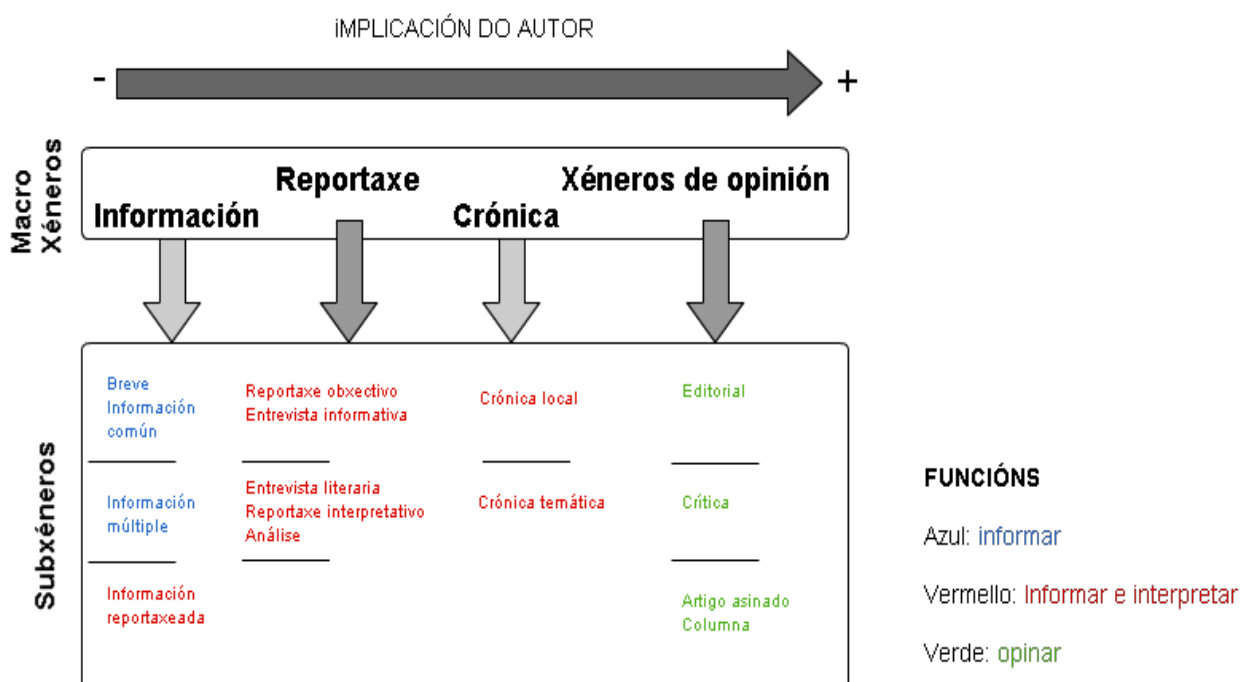 iMPLICACIÓN DO AUTOR
- +
Macro
Xéneros
Reportaxe
Xéneros de opinión
Información
Crónica
Subxéneros
Breve
Información
común
Reportaxe obxectivo
Entrevista informativa
Crónica local
Editorial
Información
múltiple
Entrevista literaria
Reportaxe interpretativo
Análise
Crónica temática
Crítica
Información
reportaxeada
Artigo asinado
Columna
FUNCIÓNS
Azul: informar
Vermello: Informar e interpretar
Verde: opinar